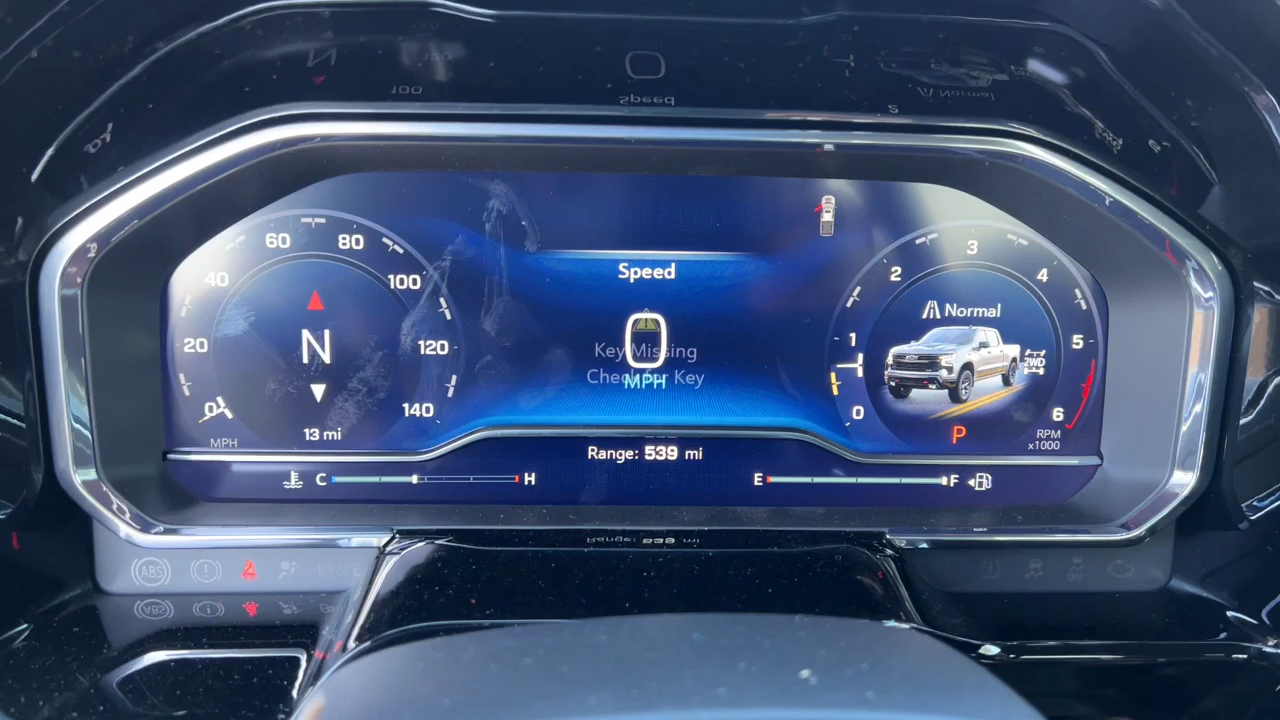 Speed
60 80
40 100
20 120
0 140
N
MPH
13 mi
0
MPH
Key Missing
Check for Key
Range: 539 mi
C H
E F
3
2 4
1 5
0 6
Normal
2WD
P
RPM
x1000
ABS
BRAKE